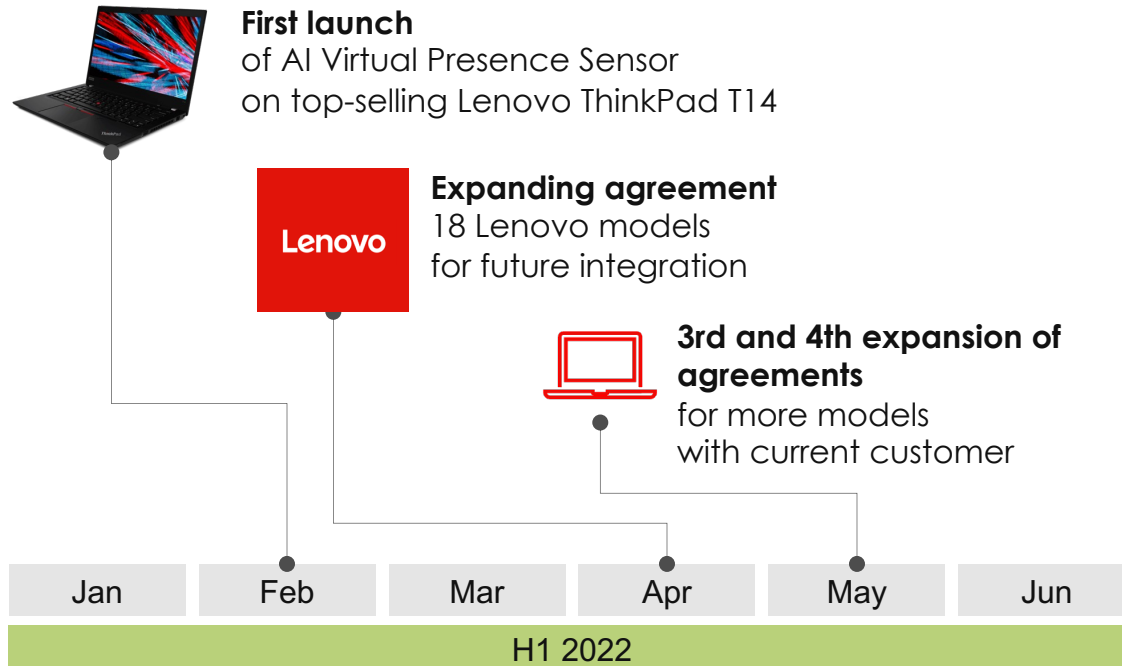 First launch
of AI Virtual Presence Sensor
on top-selling Lenovo ThinkPad T14
Lenovo
Expanding agreement
18 Lenovo models
for future integration
3rd and 4th expansion of
agreements
for more models
with current customer
Jan
Feb
Mar
Apr
May
Jun
H1 2022